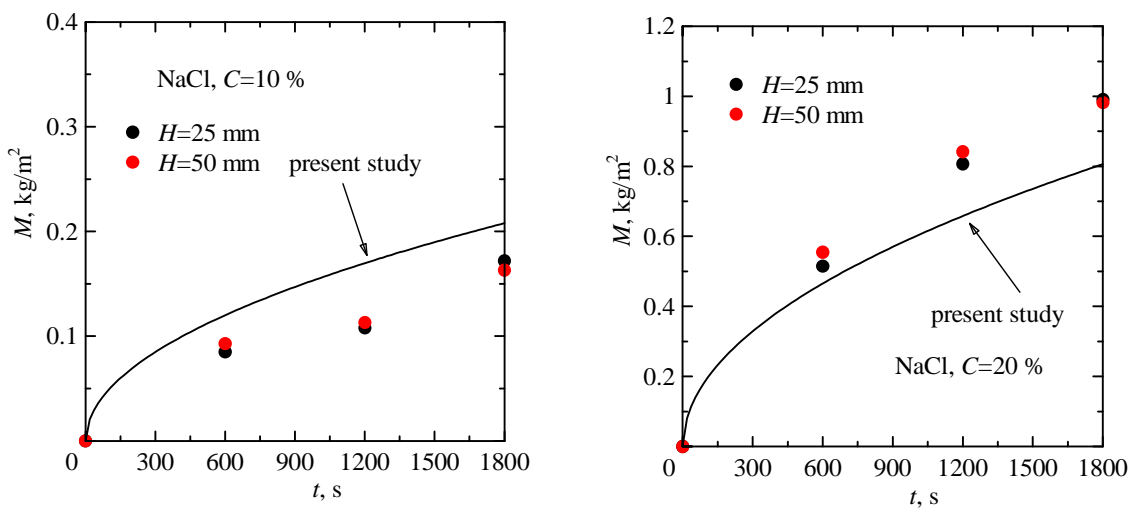 0.4
0.3
0.2
0.1
M, kg/m²
NaCl, C=10 %
H=25 mm
H=50 mm
present study
0 300 600 900 1200 1500 1800
t, s
1.2
1
0.8
0.6
0.4
0.2
0
M, kg/m²
H=25 mm
H=50 mm
present study
NaCl, C=20 %
0 300 600 900 1200 1500 1800
t, s